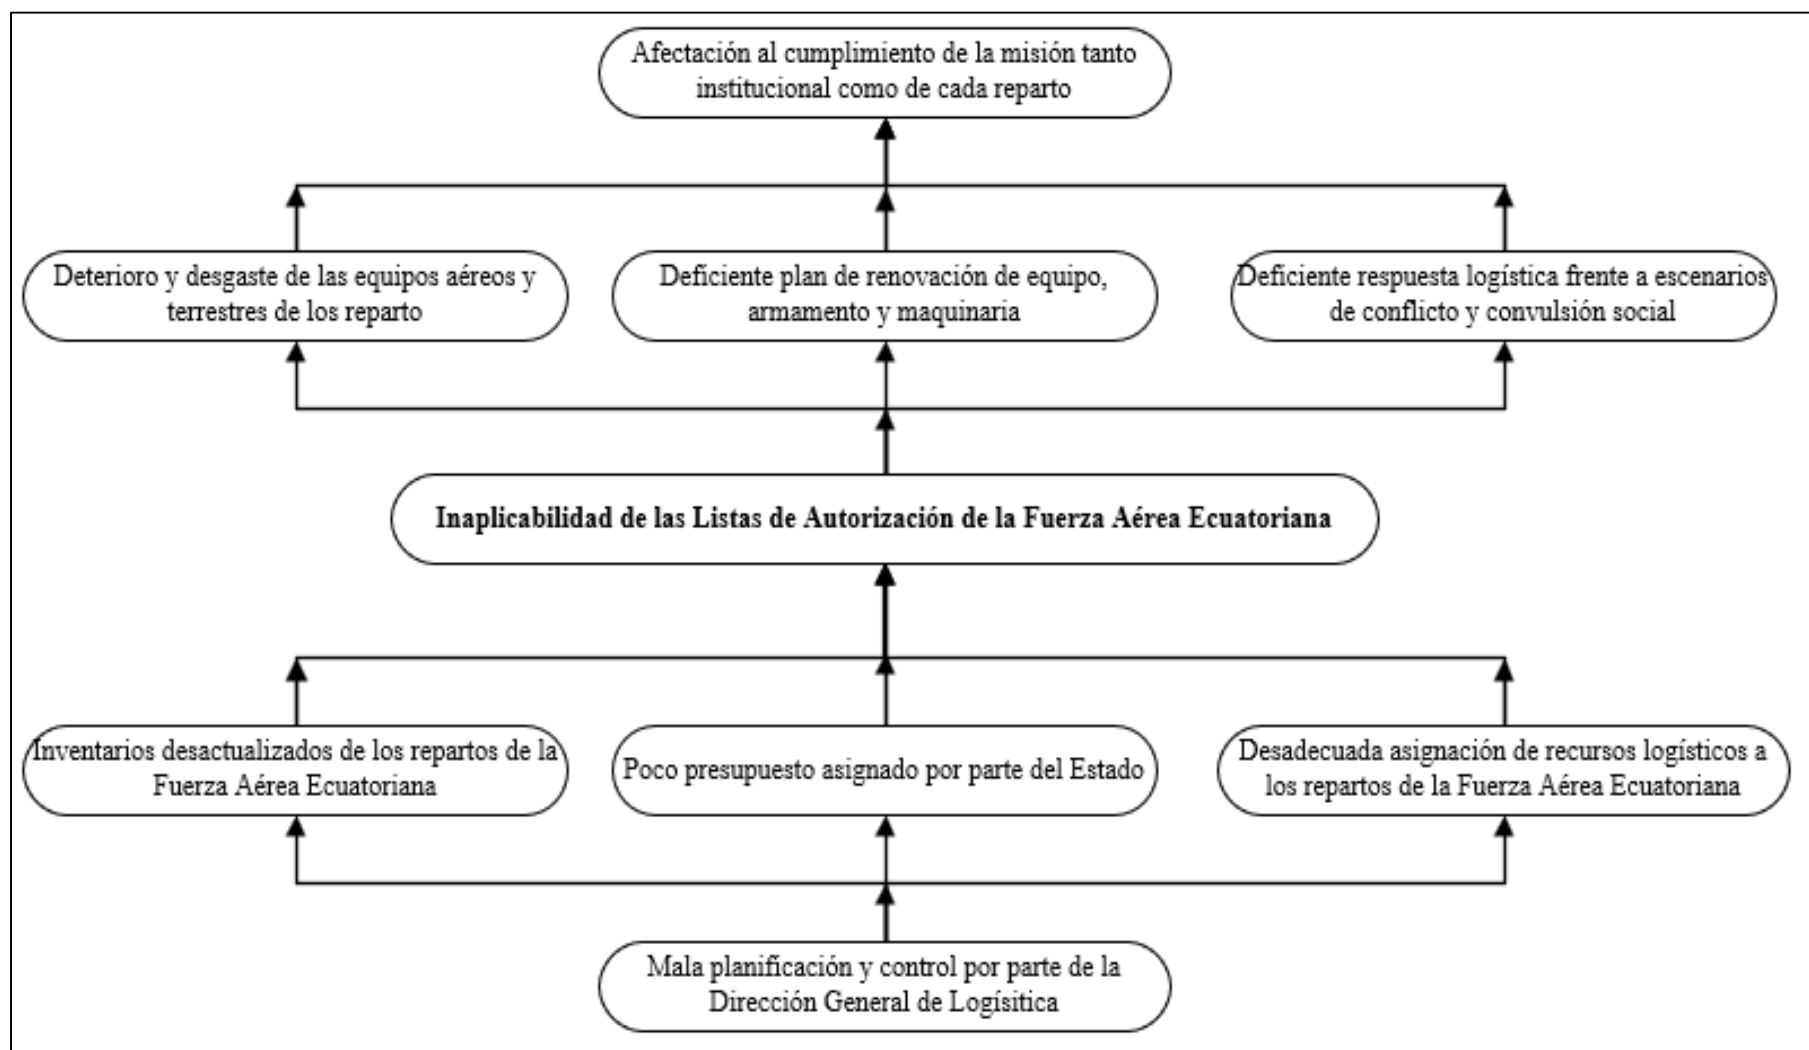 Afectación al cumplimiento de la misión tanto
institucional como de cada reparto
Deterioro y desgaste de las equipos aéreos y
terrestres de los reparto
Deficiente plan de renovación de equipo,
armamento y maquinaria
Deficiente respuesta logística frente a escenarios
de conflicto y convulsión social
Inaplicabilidad de las Listas de Autorización de la Fuerza Aérea Ecuatoriana
Inventarios desactualizados de los repartos de la
Fuerza Aérea Ecuatoriana
Poco presupuesto asignado por parte del Estado
Desadecuada asignación de recursos logísticos a
los repartos de la Fuerza Aérea Ecuatoriana
Mala planificación y control por parte de la
Dirección General de Logísitica